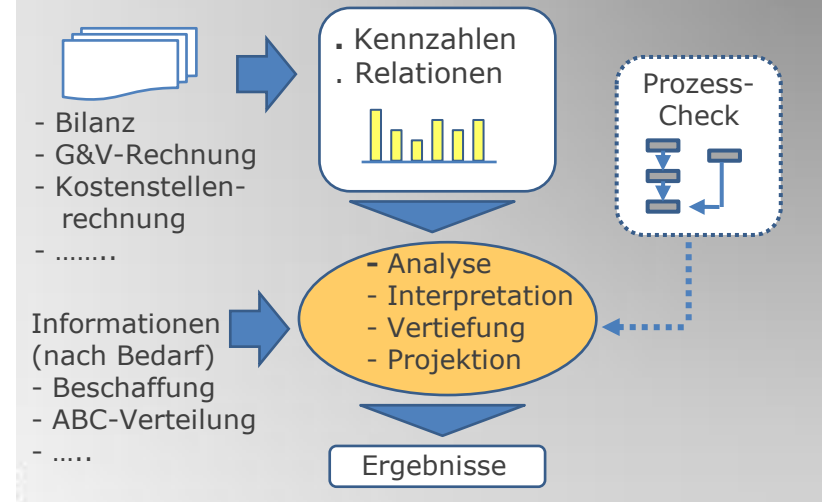 - Bilanz
- G&V-Rechnung
- Kostenstellen-
rechnung
- ……..
. Kennzahlen
. Relationen
Prozess-
Check
Informationen
(nach Bedarf)
- Beschaffung
- ABC-Verteilung
- …..
- Analyse
- Interpretation
- Vertiefung
- Projektion
Ergebnisse